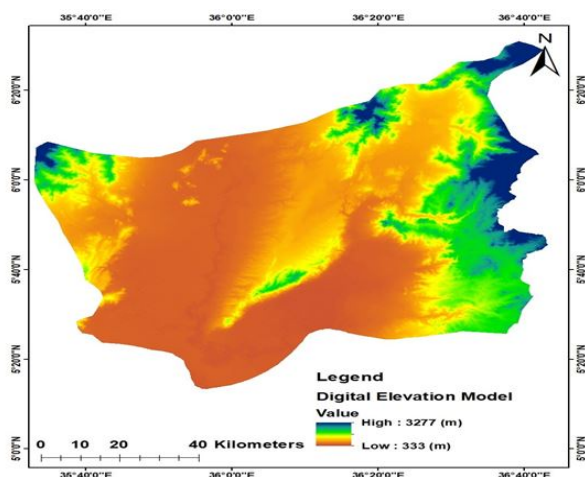 35°40'0"E 36°0'0"E 36°20'0"E 36°40'0"E
N
6°20'0"N 6°20'0"N
6°0'0"N 6°0'0"N
5°40'0"N 5°40'0"N
5°20'0"N 5°20'0"N
5°0'0"N 5°0'0"N
Legend
Digital Elevation Model
Value
High : 3277 (m)
Low : 333 (m)
0 10 20 40 Kilometers
35°40'0"E 36°0'0"E 36°20'0"E 36°40'0"E